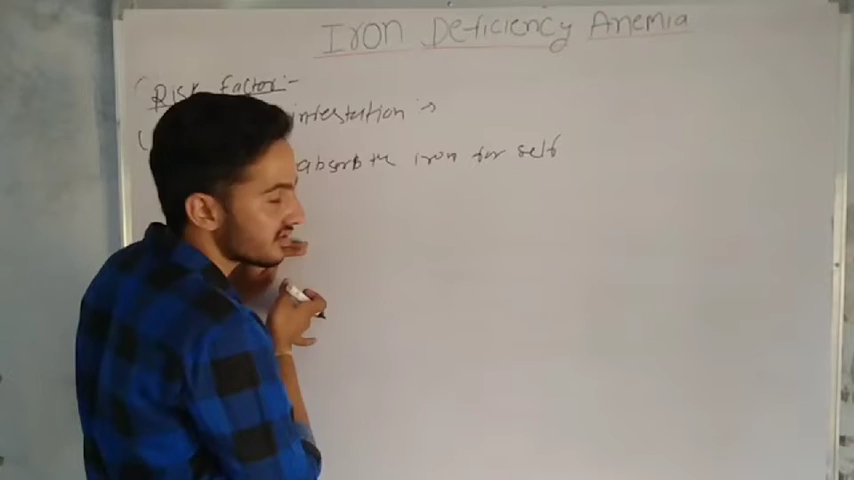 Iron Deficiency Anemia
Risk factor:-
intestation →
absorb the iron for self